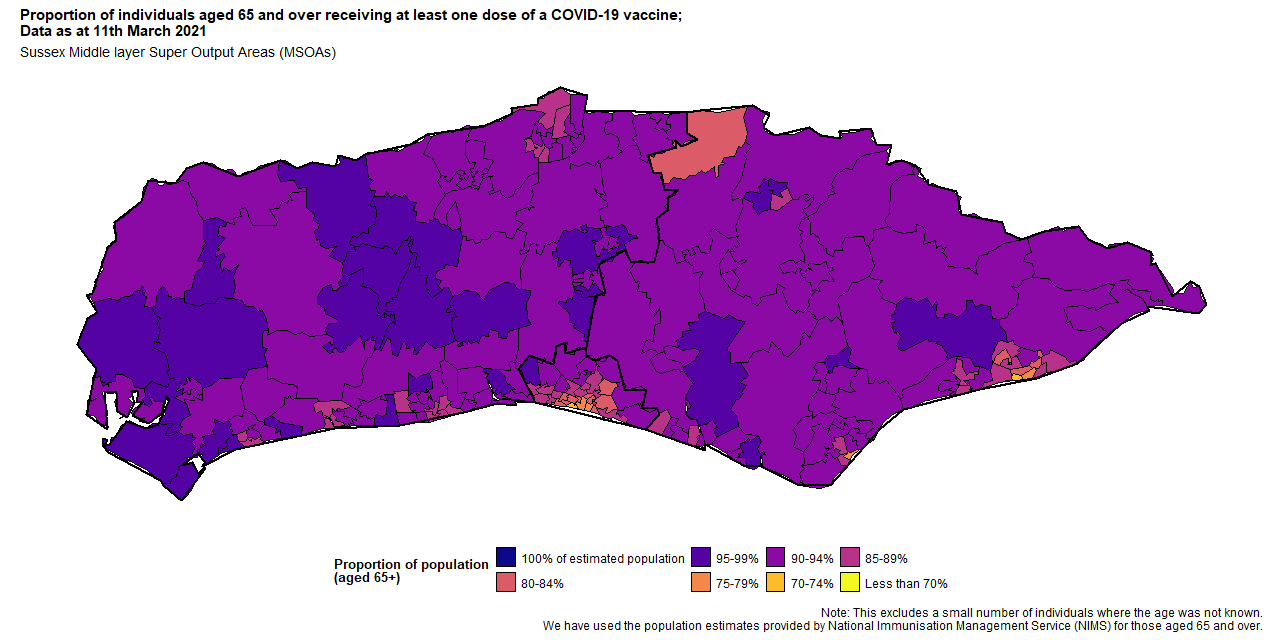 Proportion of individuals aged 65 and over receiving at least one dose of a COVID-19 vaccine;
Data as at 11th March 2021
Sussex Middle layer Super Output Areas (MSOAs)
Proportion of population
(aged 65+)
100% of estimated population
95-99%
90-94%
85-89%
80-84%
75-79%
70-74%
Less than 70%
Note: This excludes a small number of individuals where the age was not known.
We have used the population estimates provided by National Immunisation Management Service (NIMS) for those aged 65 and over.